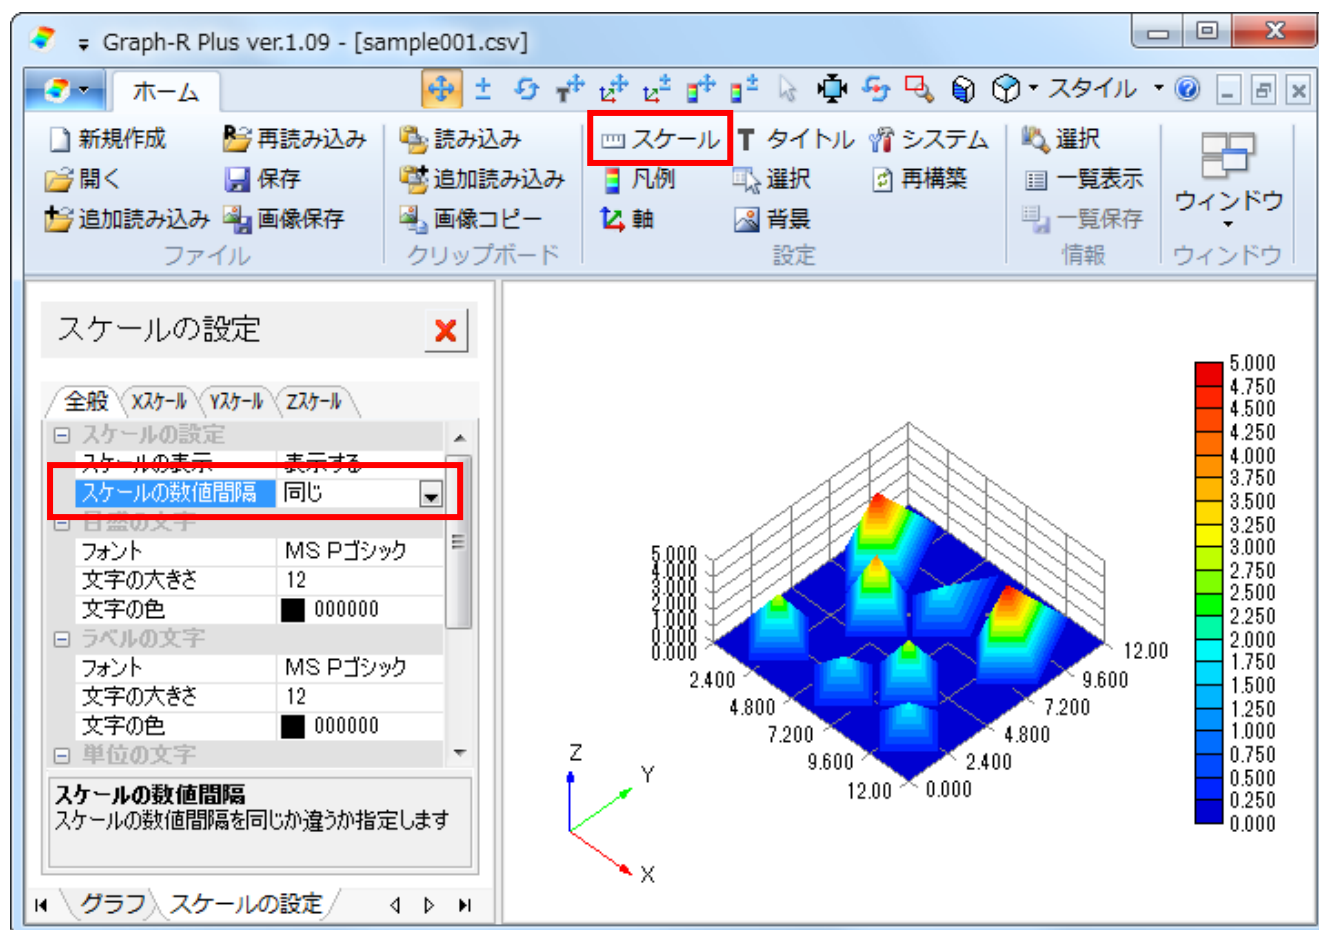 Graph-R Plus ver.1.09 - [sample001.csv]
ホーム
スタイル
新規作成
再読み込み
読み込み
スケール
タイトル
システム
選択
開く
保存
追加読み込み
凡例
選択
再構築
一覧表示
ウィンドウ
追加読み込み
画像保存
画像コピー
軸
背景
一覧保存
ファイル
クリップボード
設定
情報
ウィンドウ
スケールの設定
全般
Xスケール
Yスケール
Zスケール
スケールの設定
スケールの表示 表示する
スケールの数値間隔 同じ
目盛の文字
フォント MS Pゴシック
文字の大きさ 12
文字の色 000000
ラベルの文字
フォント MS Pゴシック
文字の大きさ 12
文字の色 000000
単位の文字
スケールの数値間隔
スケールの数値間隔を同じか違うか指定します
グラフ
スケールの設定
5.000
4.000
3.000
2.000
1.000
0.000
0.000
2.400
4.800
7.200
9.600
12.00
0.000
2.400
4.800
7.200
9.600
12.00
Z
Y
X
5.000
4.750
4.500
4.250
4.000
3.750
3.500
3.250
3.000
2.750
2.500
2.250
2.000
1.750
1.500
1.250
1.000
0.750
0.500
0.250
0.000